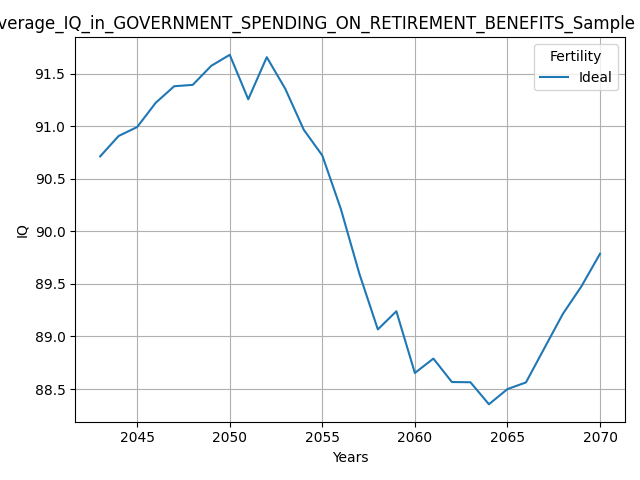 verage_IQ_in_GOVERNMENT_SPENDING_ON_RETIREMENT_BENEFITS_Sample
Fertility
Ideal
91.5
91.0
90.5
90.0
89.5
89.0
88.5
IQ
2045 2050 2055 2060 2065 2070
Years